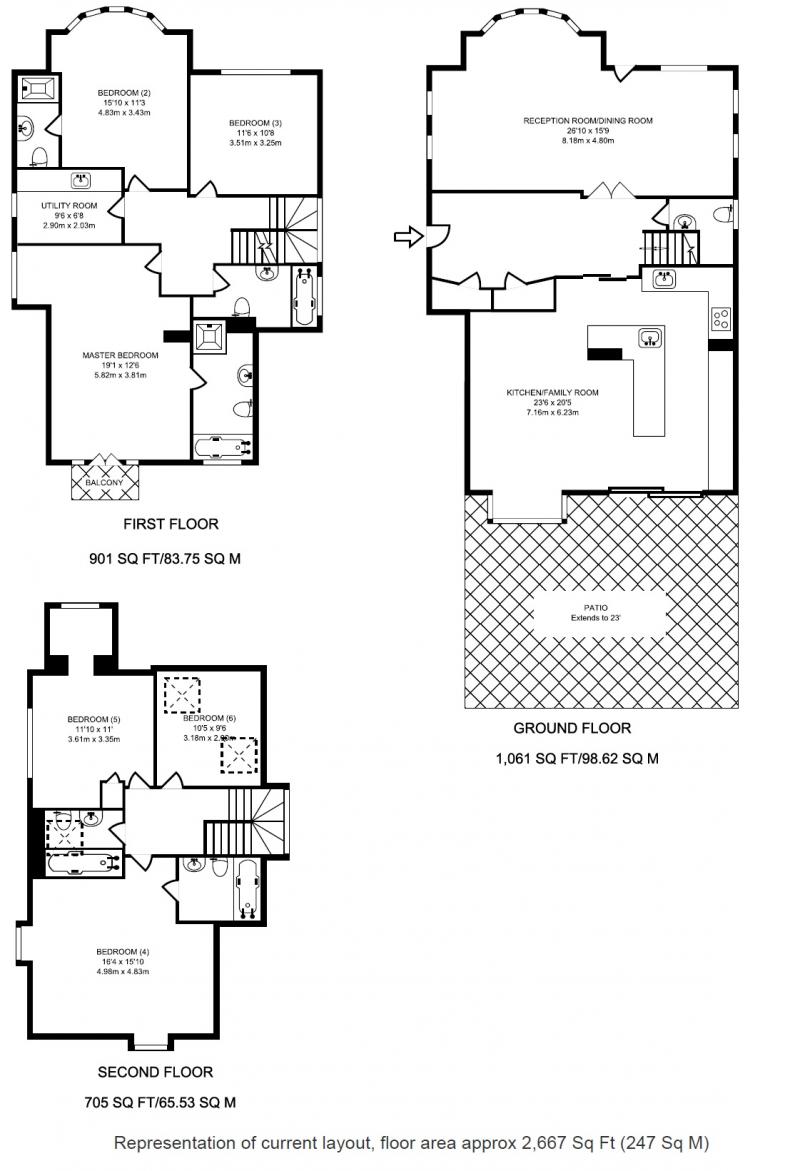 BEDROOM (2)
15'10 x 11'3
4.83m x 3.43m
BEDROOM (3)
11'6 x 10'8
3.51m x 3.25m
UTILITY ROOM
9'6 x 6'8
2.90m x 2.03m
MASTER BEDROOM
19'1 x 12'6
5.82m x 3.81m
BALCONY
FIRST FLOOR
901 SQ FT/83.75 SQ M
RECEPTION ROOM/DINING ROOM
26'10 x 15'9
8.18m x 4.80m
KITCHEN/FAMILY ROOM
23'6 x 20'5
7.16m x 6.23m
PATIO
Extends to 23'
GROUND FLOOR
1,061 SQ FT/98.62 SQ M
BEDROOM (5)
11'10 x 11'
3.61m x 3.35m
BEDROOM (6)
10'5 x 9'6
3.18m x
BEDROOM (4)
16'4 x 15'10
4.98m x 4.83m
SECOND FLOOR
705 SQ FT/65.53 SQ M
Representation of current layout, floor area approx 2,667 Sq Ft (247 Sq M)